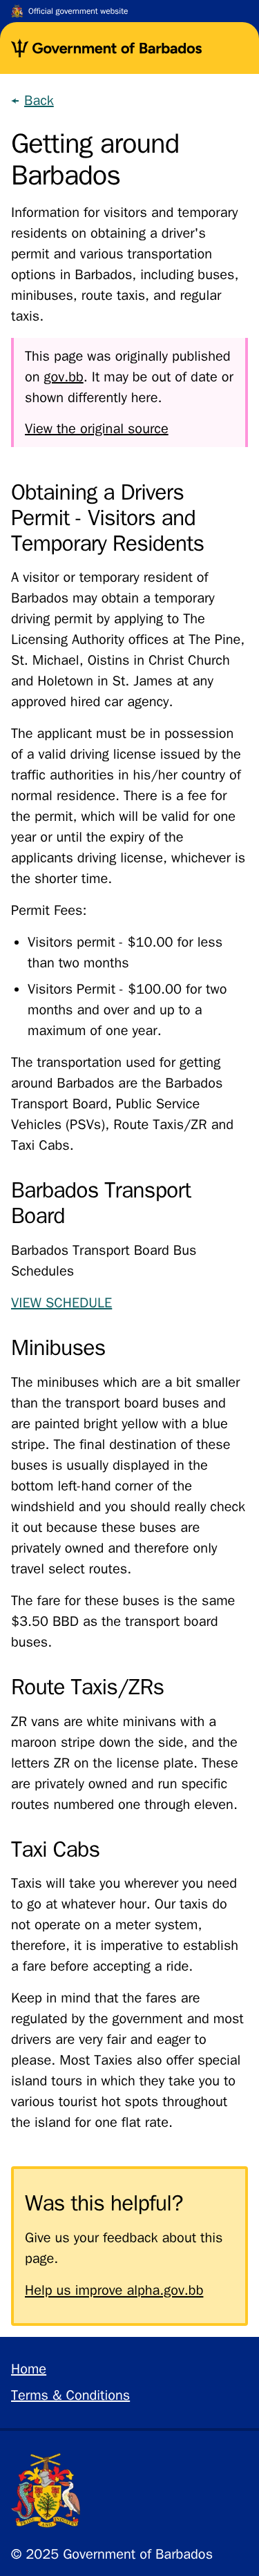 Official government website
Government of Barbados
← Back
Getting around
Barbados
Information for visitors and temporary
residents on obtaining a driver's
permit and various transportation
options in Barbados, including buses,
minibuses, route taxis, and regular
taxis.
This page was originally published
on gov.bb. It may be out of date or
shown differently here.
View the original source
Obtaining a Drivers
Permit - Visitors and
Temporary Residents
A visitor or temporary resident of
Barbados may obtain a temporary
driving permit by applying to The
Licensing Authority offices at The Pine,
St. Michael, Oistins in Christ Church
and Holetown in St. James at any
approved hired car agency.
The applicant must be in possession
of a valid driving license issued by the
traffic authorities in his/her country of
normal residence. There is a fee for
the permit, which will be valid for one
year or until the expiry of the
applicants driving license, whichever is
the shorter time.
Permit Fees:
• Visitors permit - $10.00 for less
than two months
• Visitors Permit - $100.00 for two
months and over and up to a
maximum of one year.
The transportation used for getting
around Barbados are the Barbados
Transport Board, Public Service
Vehicles (PSVs), Route Taxis/ZR and
Taxi Cabs.
Barbados Transport
Board
Barbados Transport Board Bus
Schedules
VIEW SCHEDULE
Minibuses
The minibuses which are a bit smaller
than the transport board buses and
are painted bright yellow with a blue
stripe. The final destination of these
buses is usually displayed in the
bottom left-hand corner of the
windshield and you should really check
it out because these buses are
privately owned and therefore only
travel select routes.
The fare for these buses is the same
$3.50 BBD as the transport board
buses.
Route Taxis/ZRs
ZR vans are white minivans with a
maroon stripe down the side, and the
letters ZR on the license plate. These
are privately owned and run specific
routes numbered one through eleven.
Taxi Cabs
Taxis will take you wherever you need
to go at whatever hour. Our taxis do
not operate on a meter system,
therefore, it is imperative to establish
a fare before accepting a ride.
Keep in mind that the fares are
regulated by the government and most
drivers are very fair and eager to
please. Most Taxies also offer special
island tours in which they take you to
various tourist hot spots throughout
the island for one flat rate.
Was this helpful?
Give us your feedback about this
page.
Help us improve alpha.gov.bb
Home
Terms & Conditions
© 2025 Government of Barbados